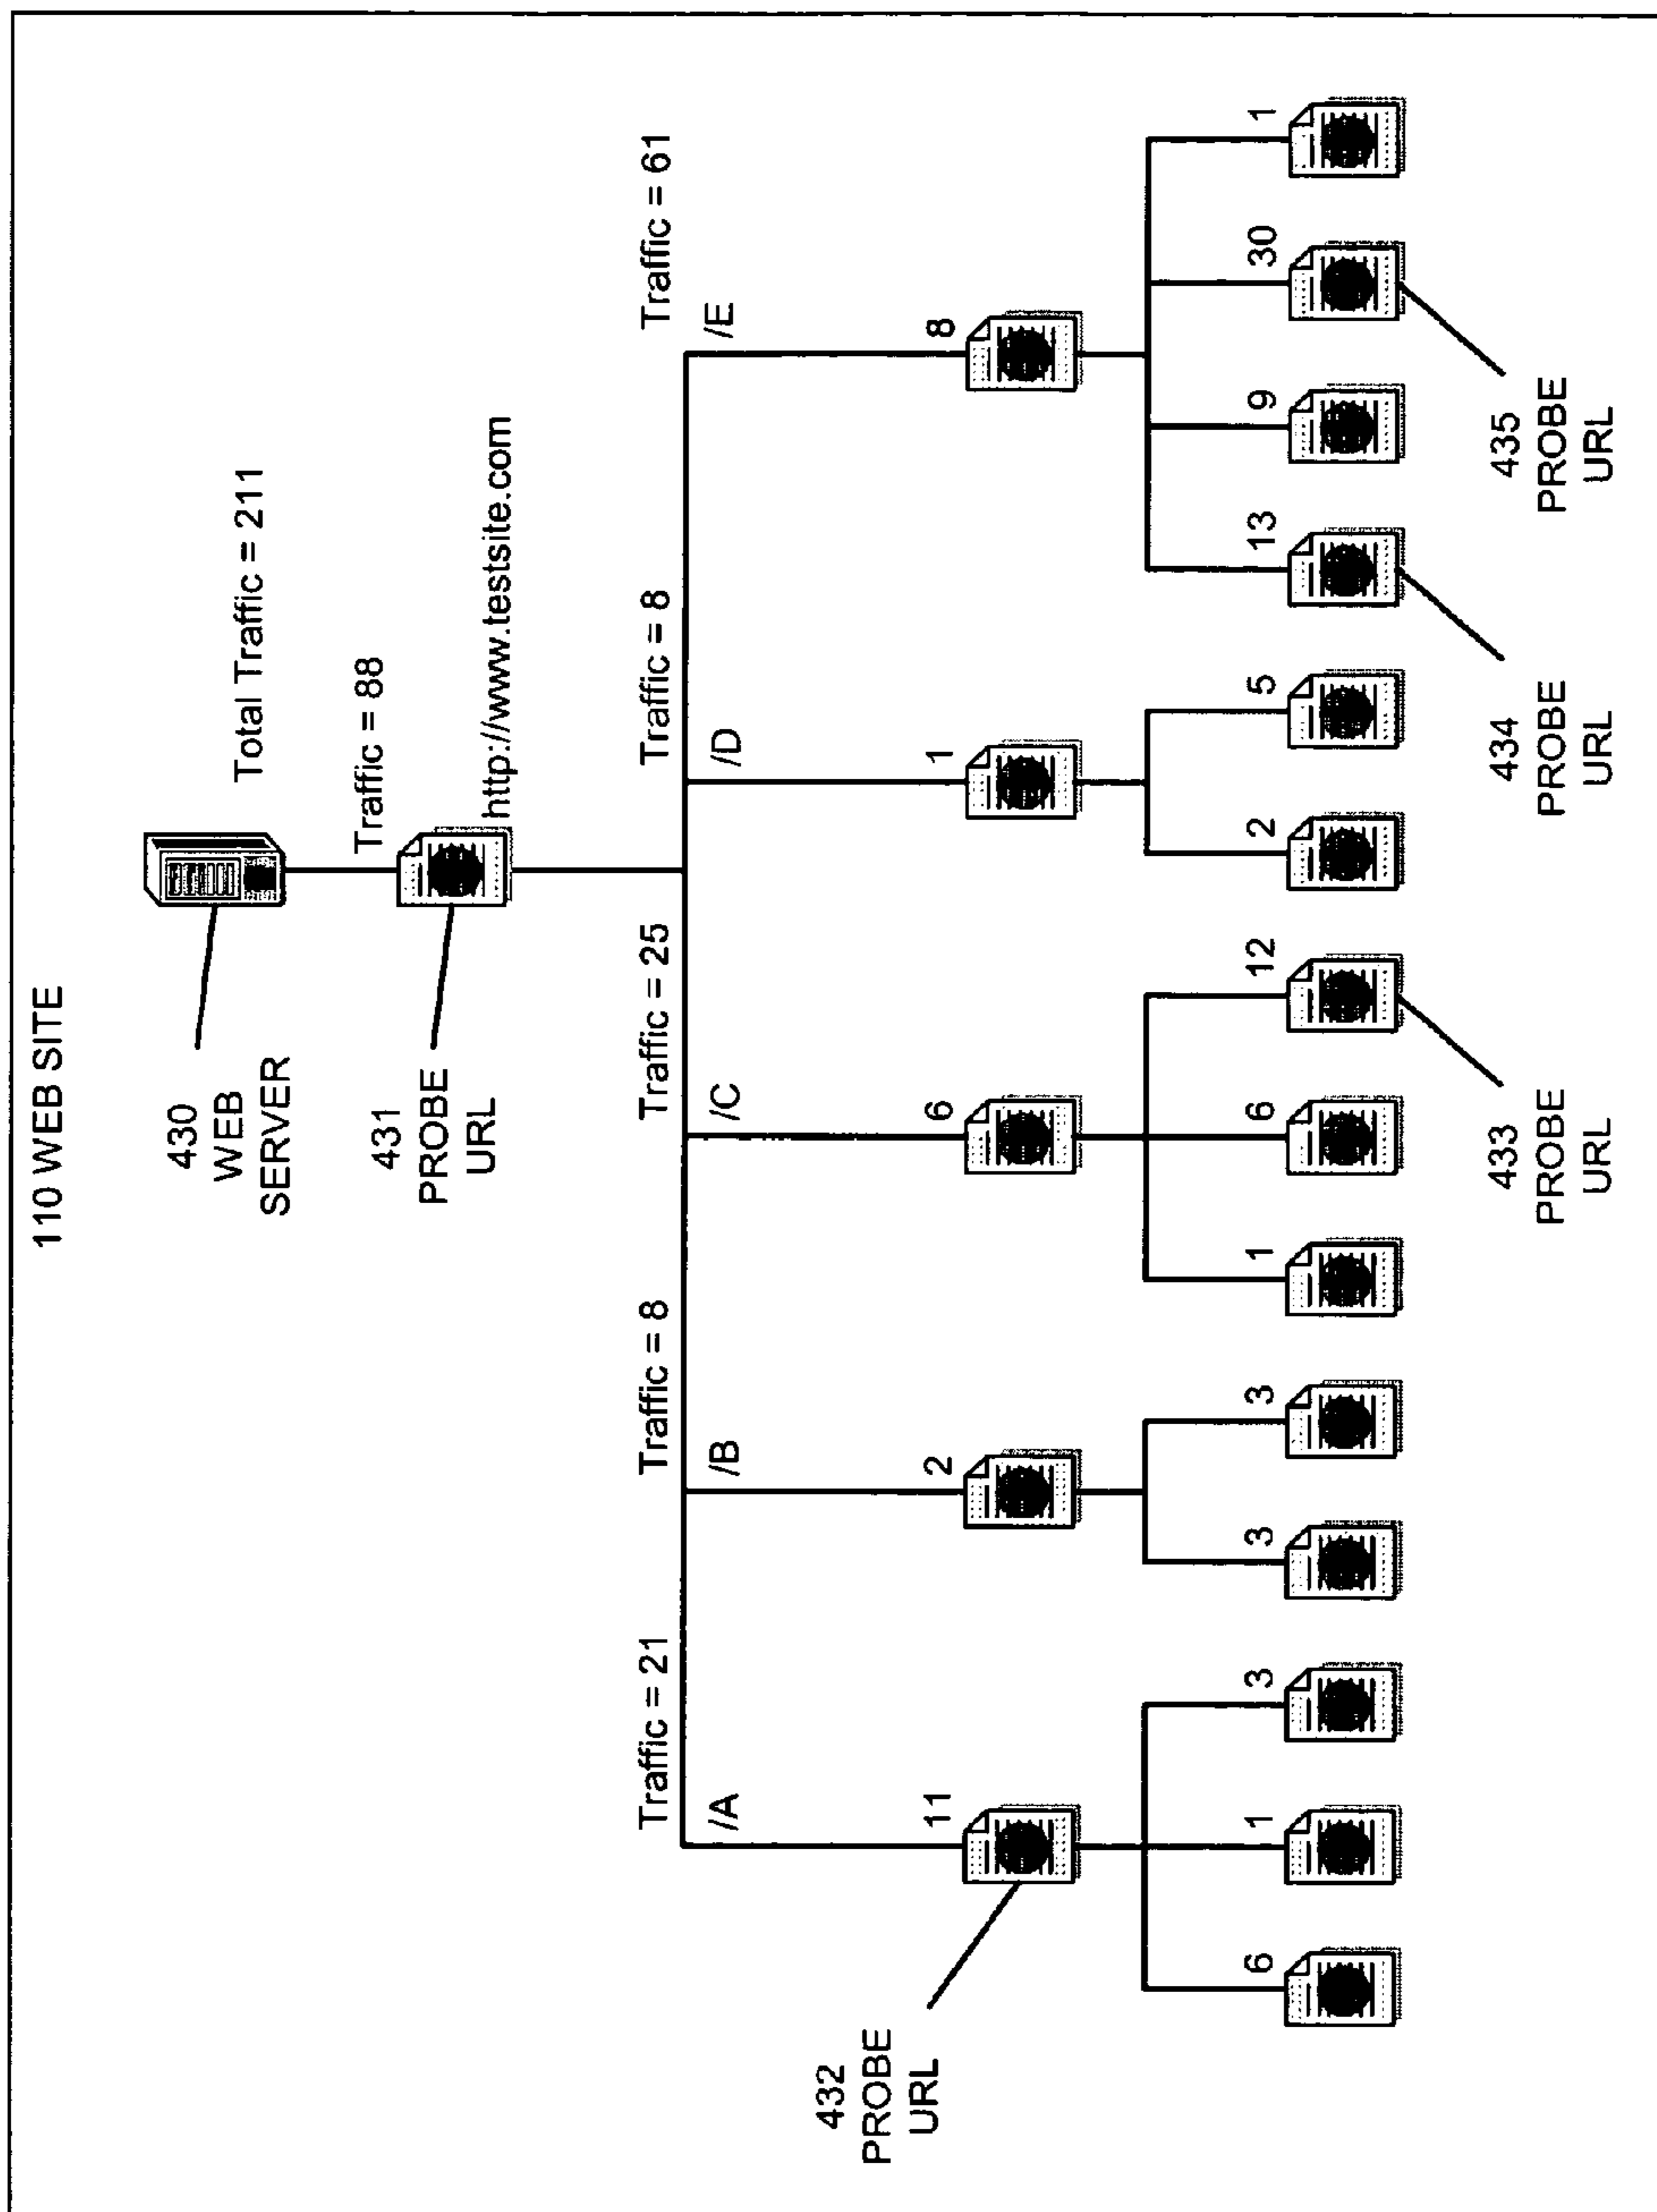 110 WEB SITE
430
WEB
SERVER
Total Traffic = 211
431
PROBE
URL
Traffic = 88
http://www.testsite.com
Traffic = 21
Traffic = 8
Traffic = 25
Traffic = 8
Traffic = 61
/A
/B
/C
/D
/E
432
PROBE
URL
11
2
6
1
8
6
1
3
3
3
1
6
12
2
5
13
9
30
1
433
PROBE
URL
434
PROBE
URL
435
PROBE
URL